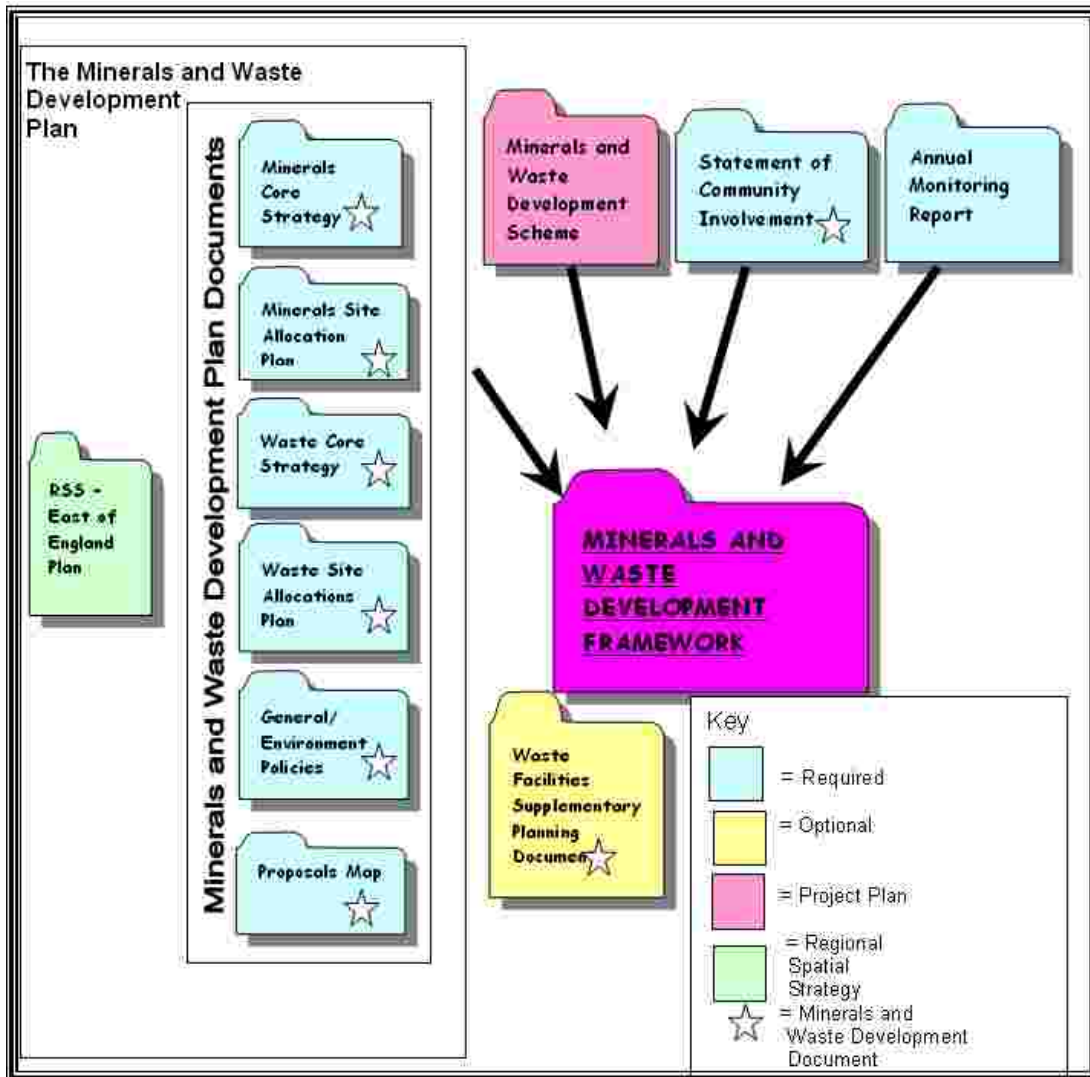 The Minerals and Waste
Development
Plan
Minerals and Waste Development Plan Documents
Minerals
Core
Strategy
Minerals Site
Allocation
Plan
Waste Core
Strategy
Waste Site
Allocations
Plan
General/
Environment
Policies
Proposals Map
RSS -
East of
England
Plan
Minerals and
Waste
Development
Scheme
Statement of
Community
Involvement
Annual
Monitoring
Report
MINERALS AND
WASTE
DEVELOPMENT
FRAMEWORK
Waste
Facilities
Supplementary
Planning
Document
Key
= Required
= Optional
= Project Plan
= Regional
Spatial
Strategy
= Minerals and
Waste Development
Document